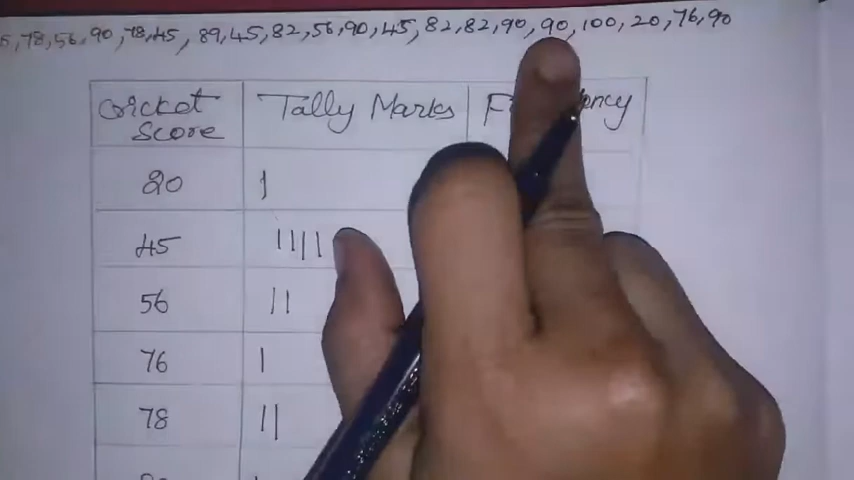 5, 78, 56, 90, 78, 45, 89, 45, 82, 56, 90, 45, 82, 82, 90, 90, 100, 20, 76, 90
Cricket Score Tally Marks
20 |
45 ||||
56 ||
76 |
78 ||